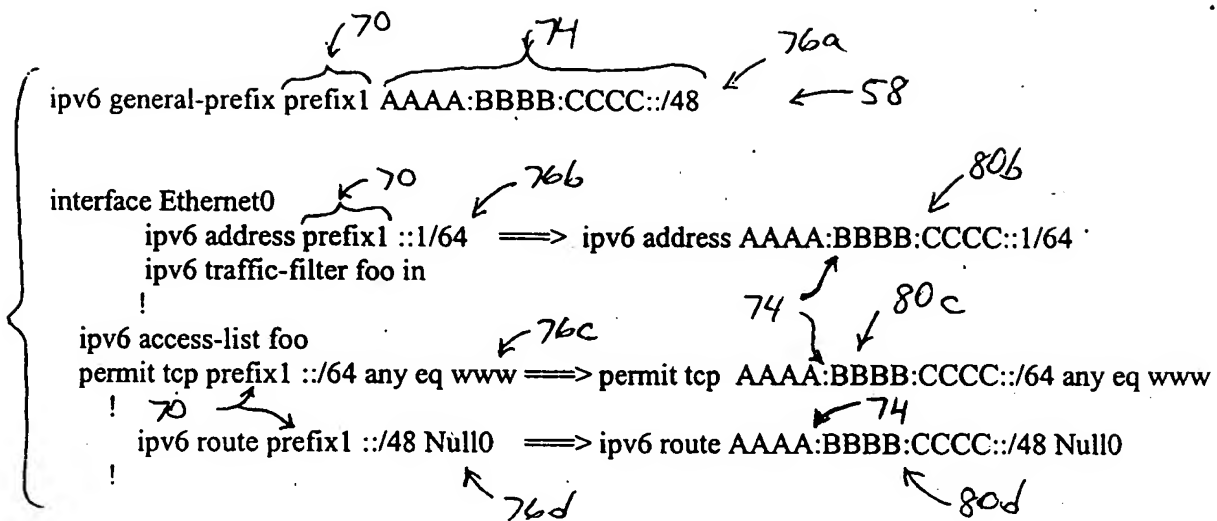 70 74 76a
ipv6 general-prefix prefix1 AAAA:BBBB:CCCC::/48 58
70 76b 80b
interface Ethernet0
ipv6 address prefix1 ::1/64 ===> ipv6 address AAAA:BBBB:CCCC::1/64
ipv6 traffic-filter foo in
!
74 80c
ipv6 access-list foo 76c
permit tcp prefix1 ::/64 any eq www ===> permit tcp AAAA:BBBB:CCCC::/64 any eq www
! 70 74
ipv6 route prefix1 ::/48 Null0 ===> ipv6 route AAAA:BBBB:CCCC::/48 Null0
!
76d 80d